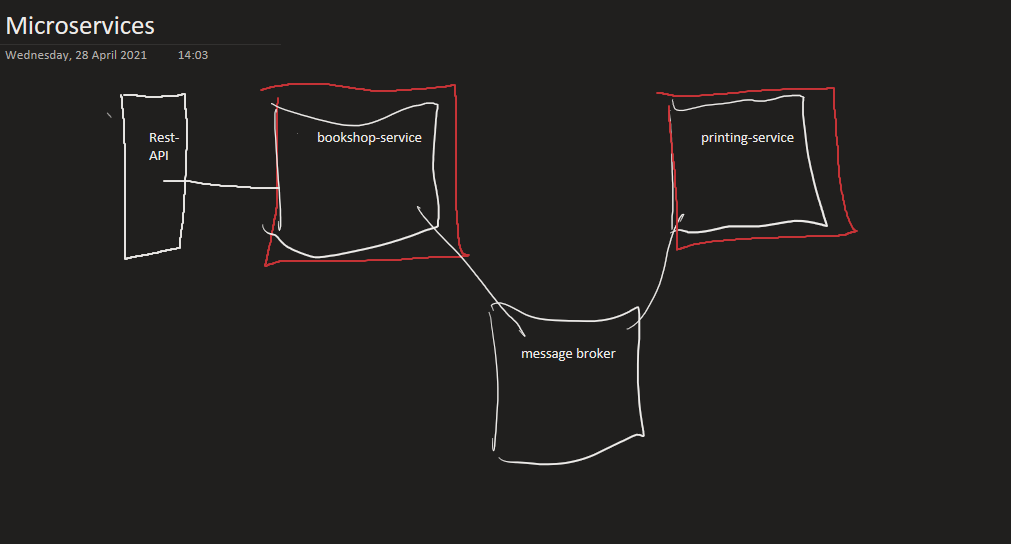 Microservices
Wednesday, 28 April 2021 14:03
Rest-
API
bookshop-service
printing-service
message broker